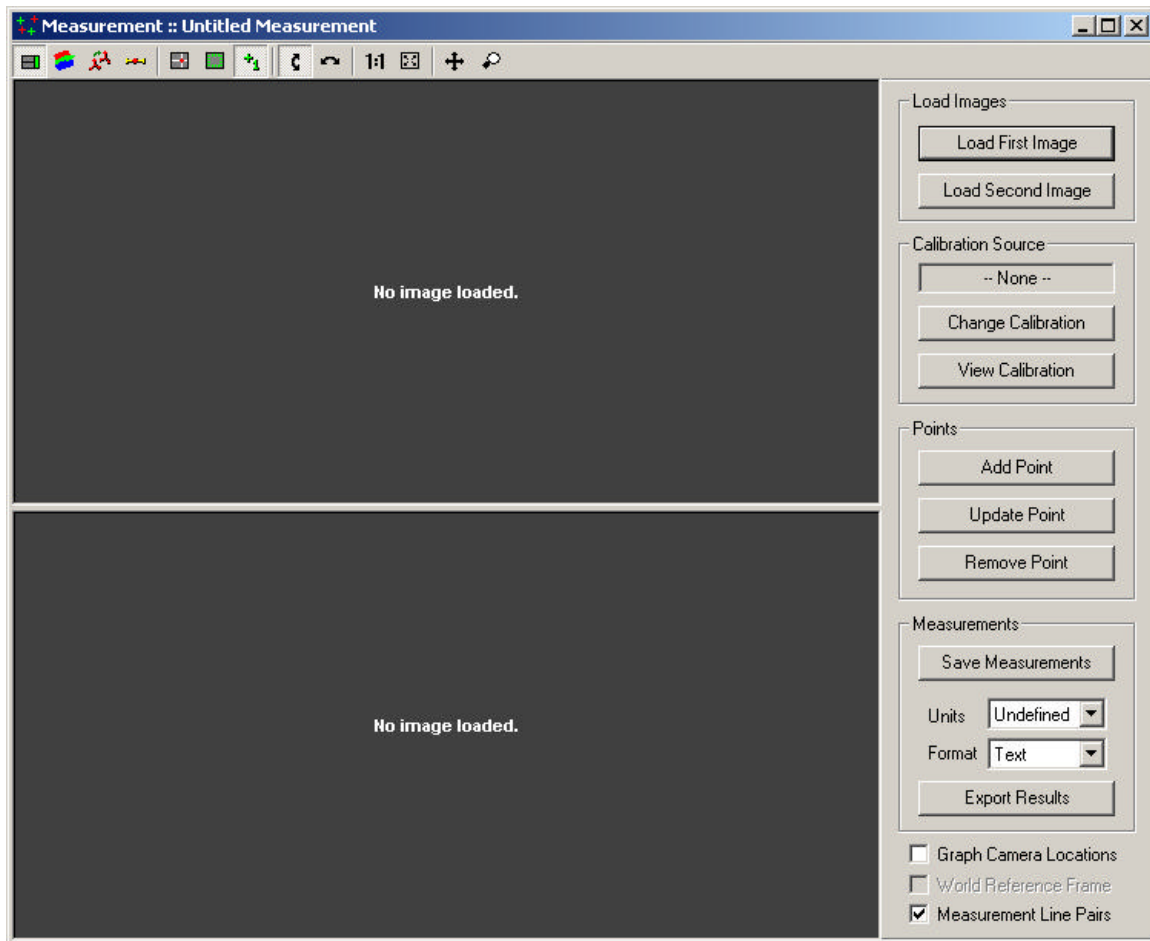 Measurement :: Untitled Measurement
1:1
No image loaded.
No image loaded.
Load Images
Load First Image
Load Second Image
Calibration Source
-- None --
Change Calibration
View Calibration
Points
Add Point
Update Point
Remove Point
Measurements
Save Measurements
Units Undefined
Format Text
Export Results
Graph Camera Locations
World Reference Frame
Measurement Line Pairs